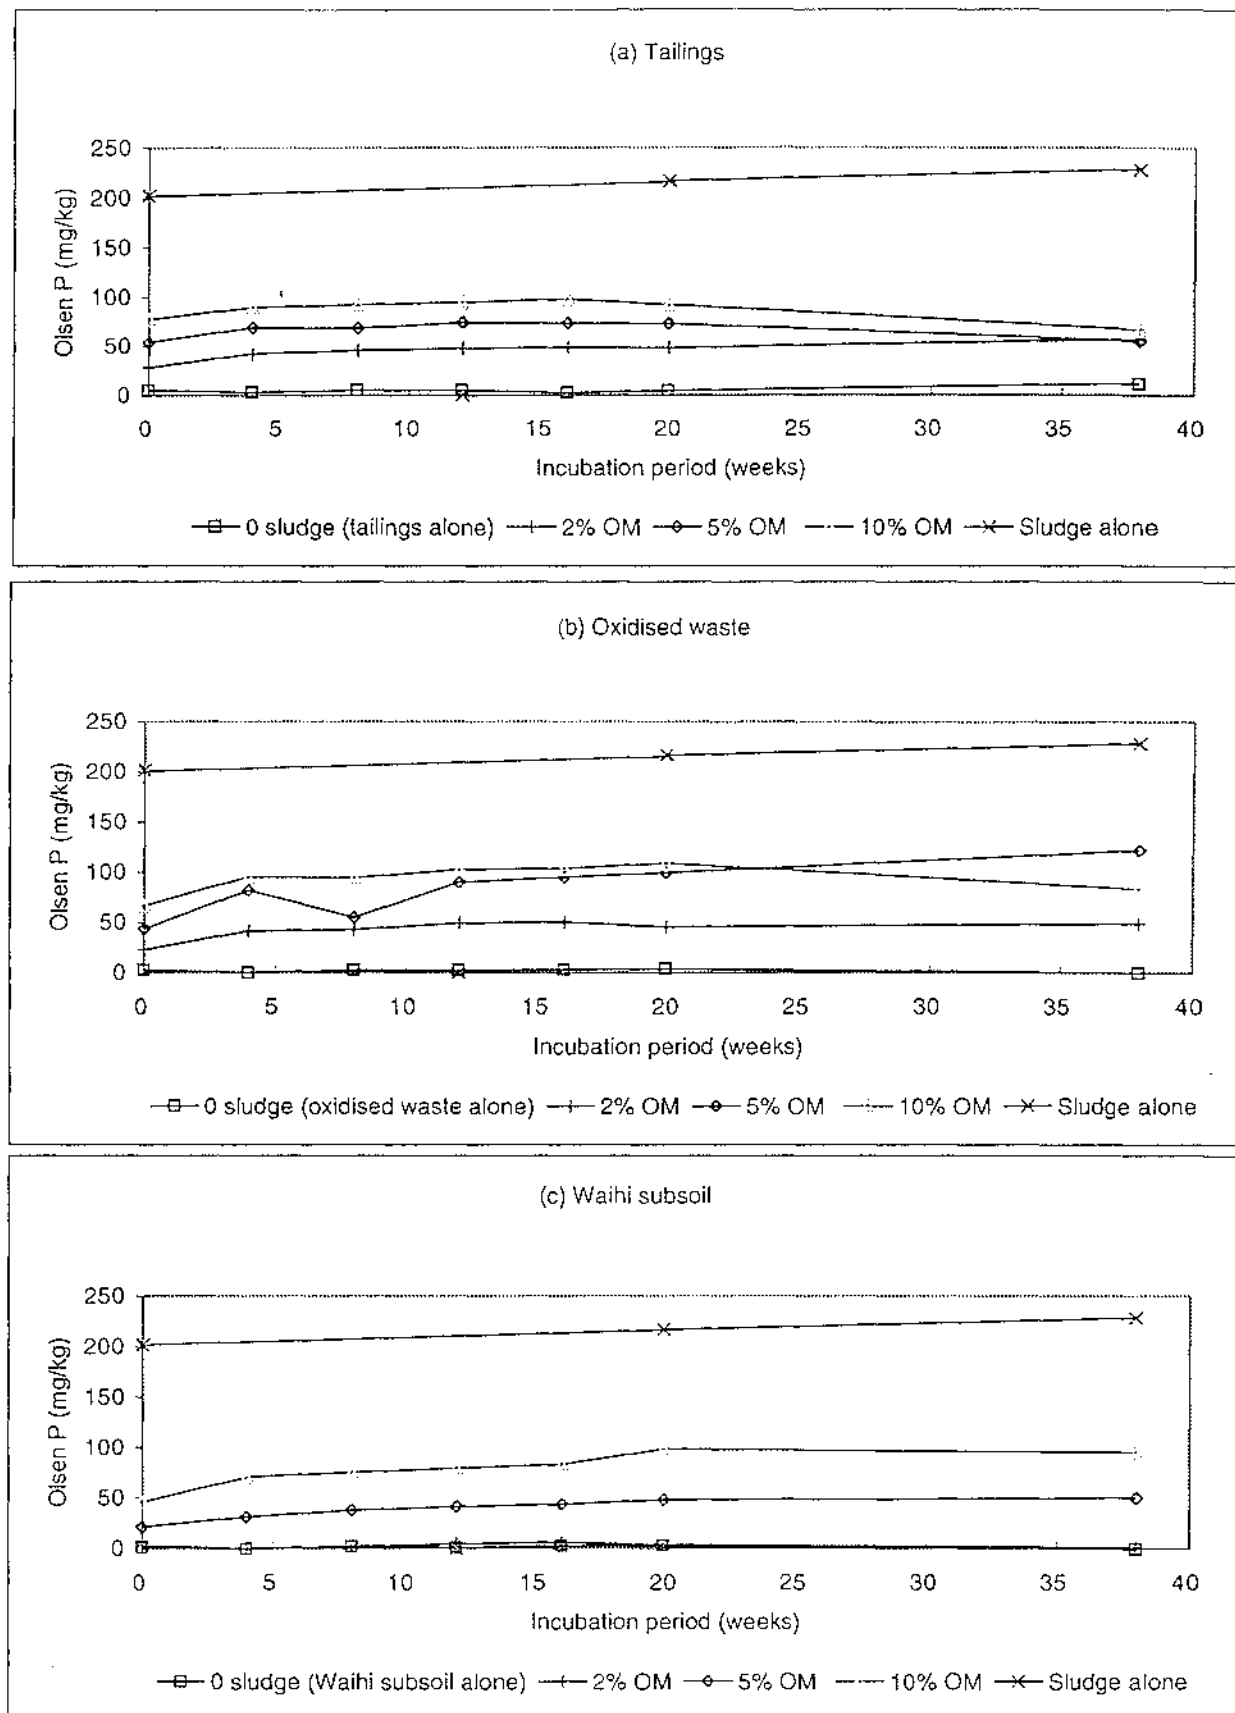 (a) Tailings
250
200
150
100
50
0
Olsen P (mg/kg)
0 5 10 15 20 25 30 35 40
Incubation period (weeks)
0 sludge (tailings alone) 2% OM 5% OM 10% OM Sludge alone
(b) Oxidised waste
250
200
150
100
50
0
Olsen P (mg/kg)
0 5 10 15 20 25 30 35 40
Incubation period (weeks)
0 sludge (oxidised waste alone) 2% OM 5% OM 10% OM Sludge alone
(c) Waihi subsoil
250
200
150
100
50
0
Olsen P (mg/kg)
0 5 10 15 20 25 30 35 40
Incubation period (weeks)
0 sludge (Waihi subsoil alone) 2% OM 5% OM 10% OM Sludge alone